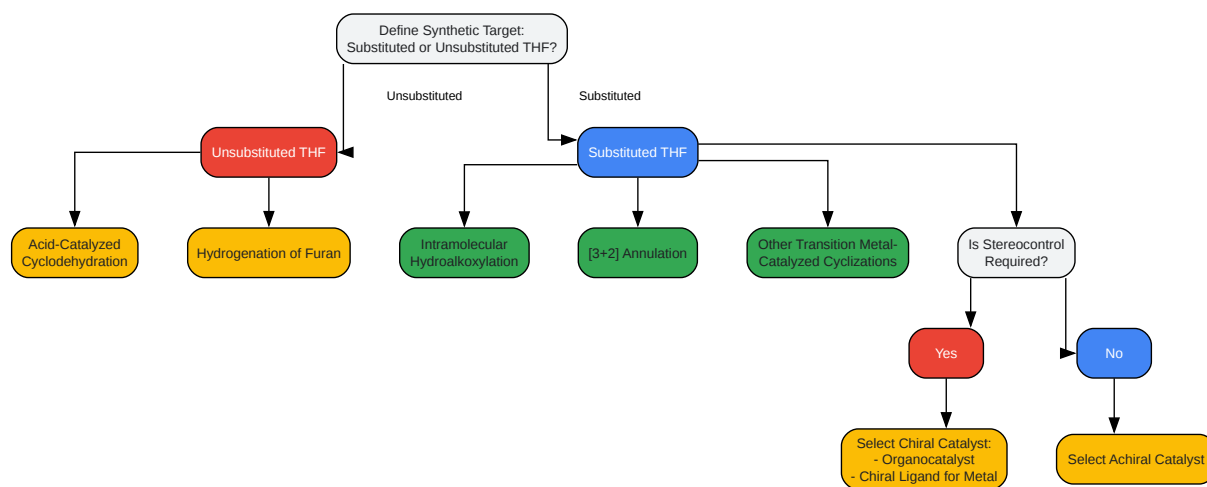 Define Synthetic Target:
Substituted or Unsubstituted THF?
Unsubstituted
Substituted
Unsubstituted THF
Substituted THF
Acid-Catalyzed
Cyclodehydration
Hydrogenation of Furan
Intramolecular
Hydroalkoxylation
[3+2] Annulation
Other Transition Metal-
Catalyzed Cyclizations
Is Stereocontrol
Required?
Yes
No
Select Chiral Catalyst:
- Organocatalyst
- Chiral Ligand for Metal
Select Achiral Catalyst